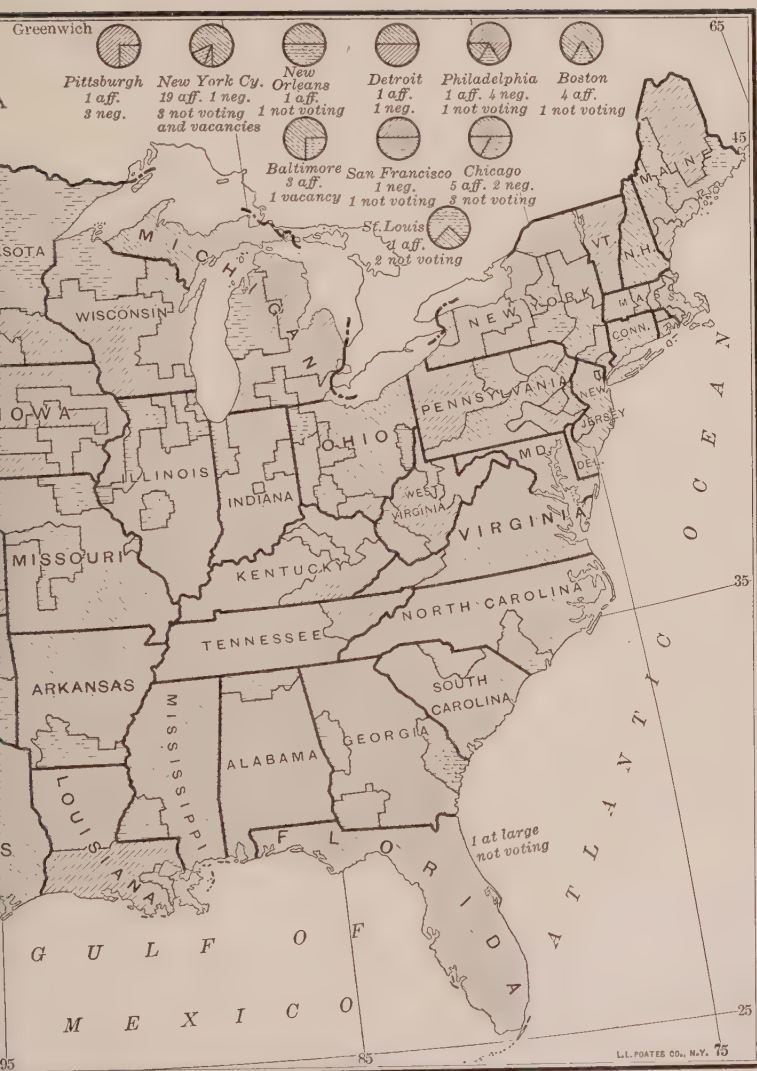 Greenwich
65
Pittsburgh
1 aff.
3 neg.
New York Cy.
19 aff. 1 neg.
3 not voting
and vacancies
New
Orleans
1 aff.
1 not voting
Detroit
1 aff.
1 neg.
Philadelphia
1 aff. 4 neg.
1 not voting
Boston
4 aff.
1 not voting
45
Baltimore
3 aff.
1 vacancy
San Francisco
1 neg.
1 not voting
Chicago
5 aff. 2 neg.
3 not voting
St. Louis
aff.
2 not voting
MAINE
SOTA
MICHIGAN
VT.
N.H.
WISCONSIN
NEW YORK
MASS
CONN.
R.I.
IOWA
PENNSYLVANIA
NEW
JERSEY
OHIO
ILLINOIS
INDIANA
MD.
DEL.
WEST
VIRGINIA
VIRGINIA
MISSOURI
KENTUCKY
35
NORTH CAROLINA
TENNESSEE
ARKANSAS
SOUTH
CAROLINA
MISSISSIPPI
ALABAMA
GEORGIA
LOUISIANA
S
FLORIDA
1 at large
not voting
ATLANTIC OCEAN
GULF OF
MEXICO
25
95
85
L.L. POATES CO., N.Y.
75